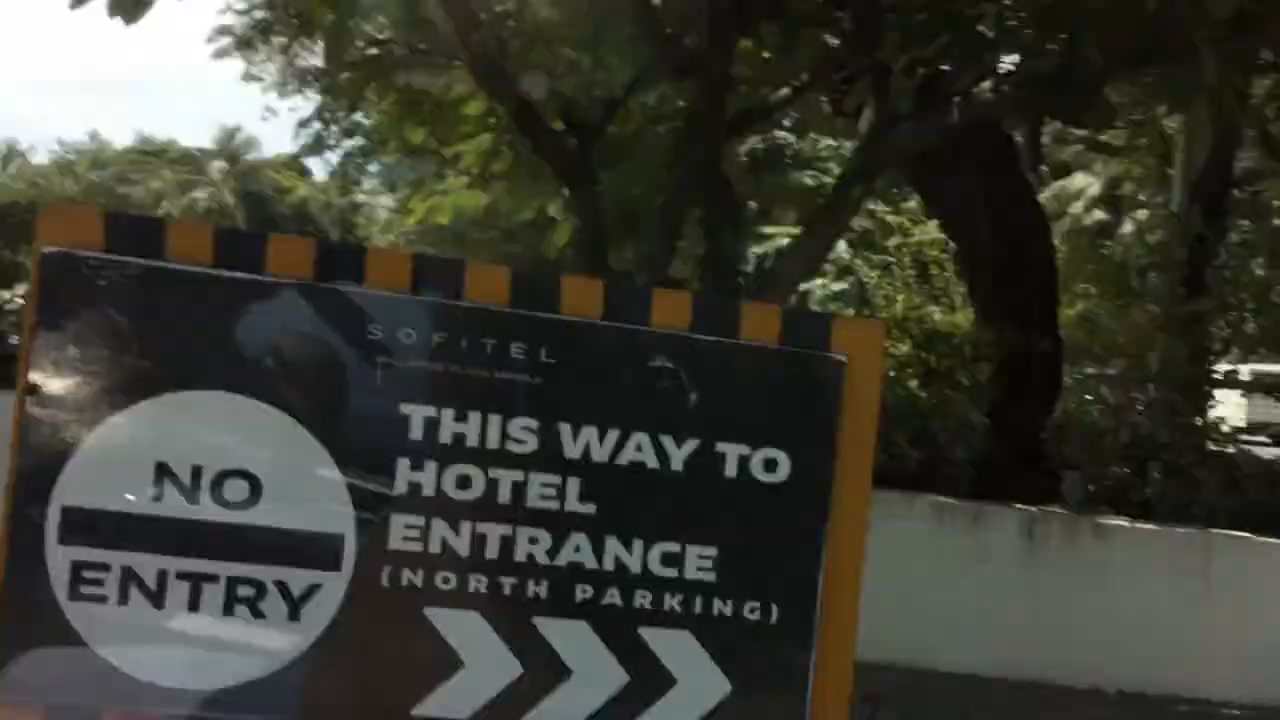 SOFITEL
NO
ENTRY
THIS WAY TO
HOTEL
ENTRANCE
(NORTH PARKING)